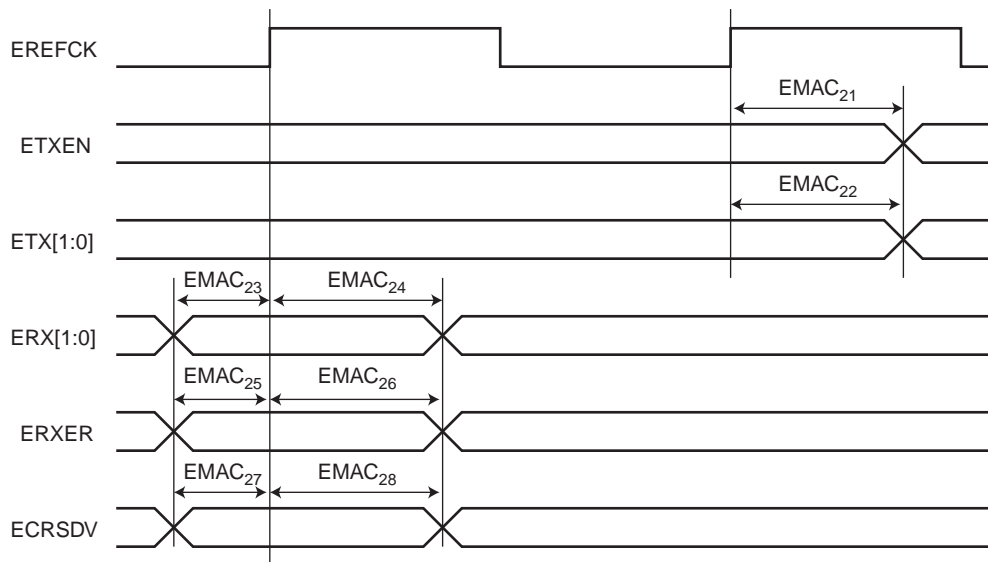 EREFCK
EMAC21
ETXEN
EMAC22
ETX[1:0]
EMAC23 EMAC24
ERX[1:0]
EMAC25 EMAC26
ERXER
EMAC27 EMAC28
ECRSDV